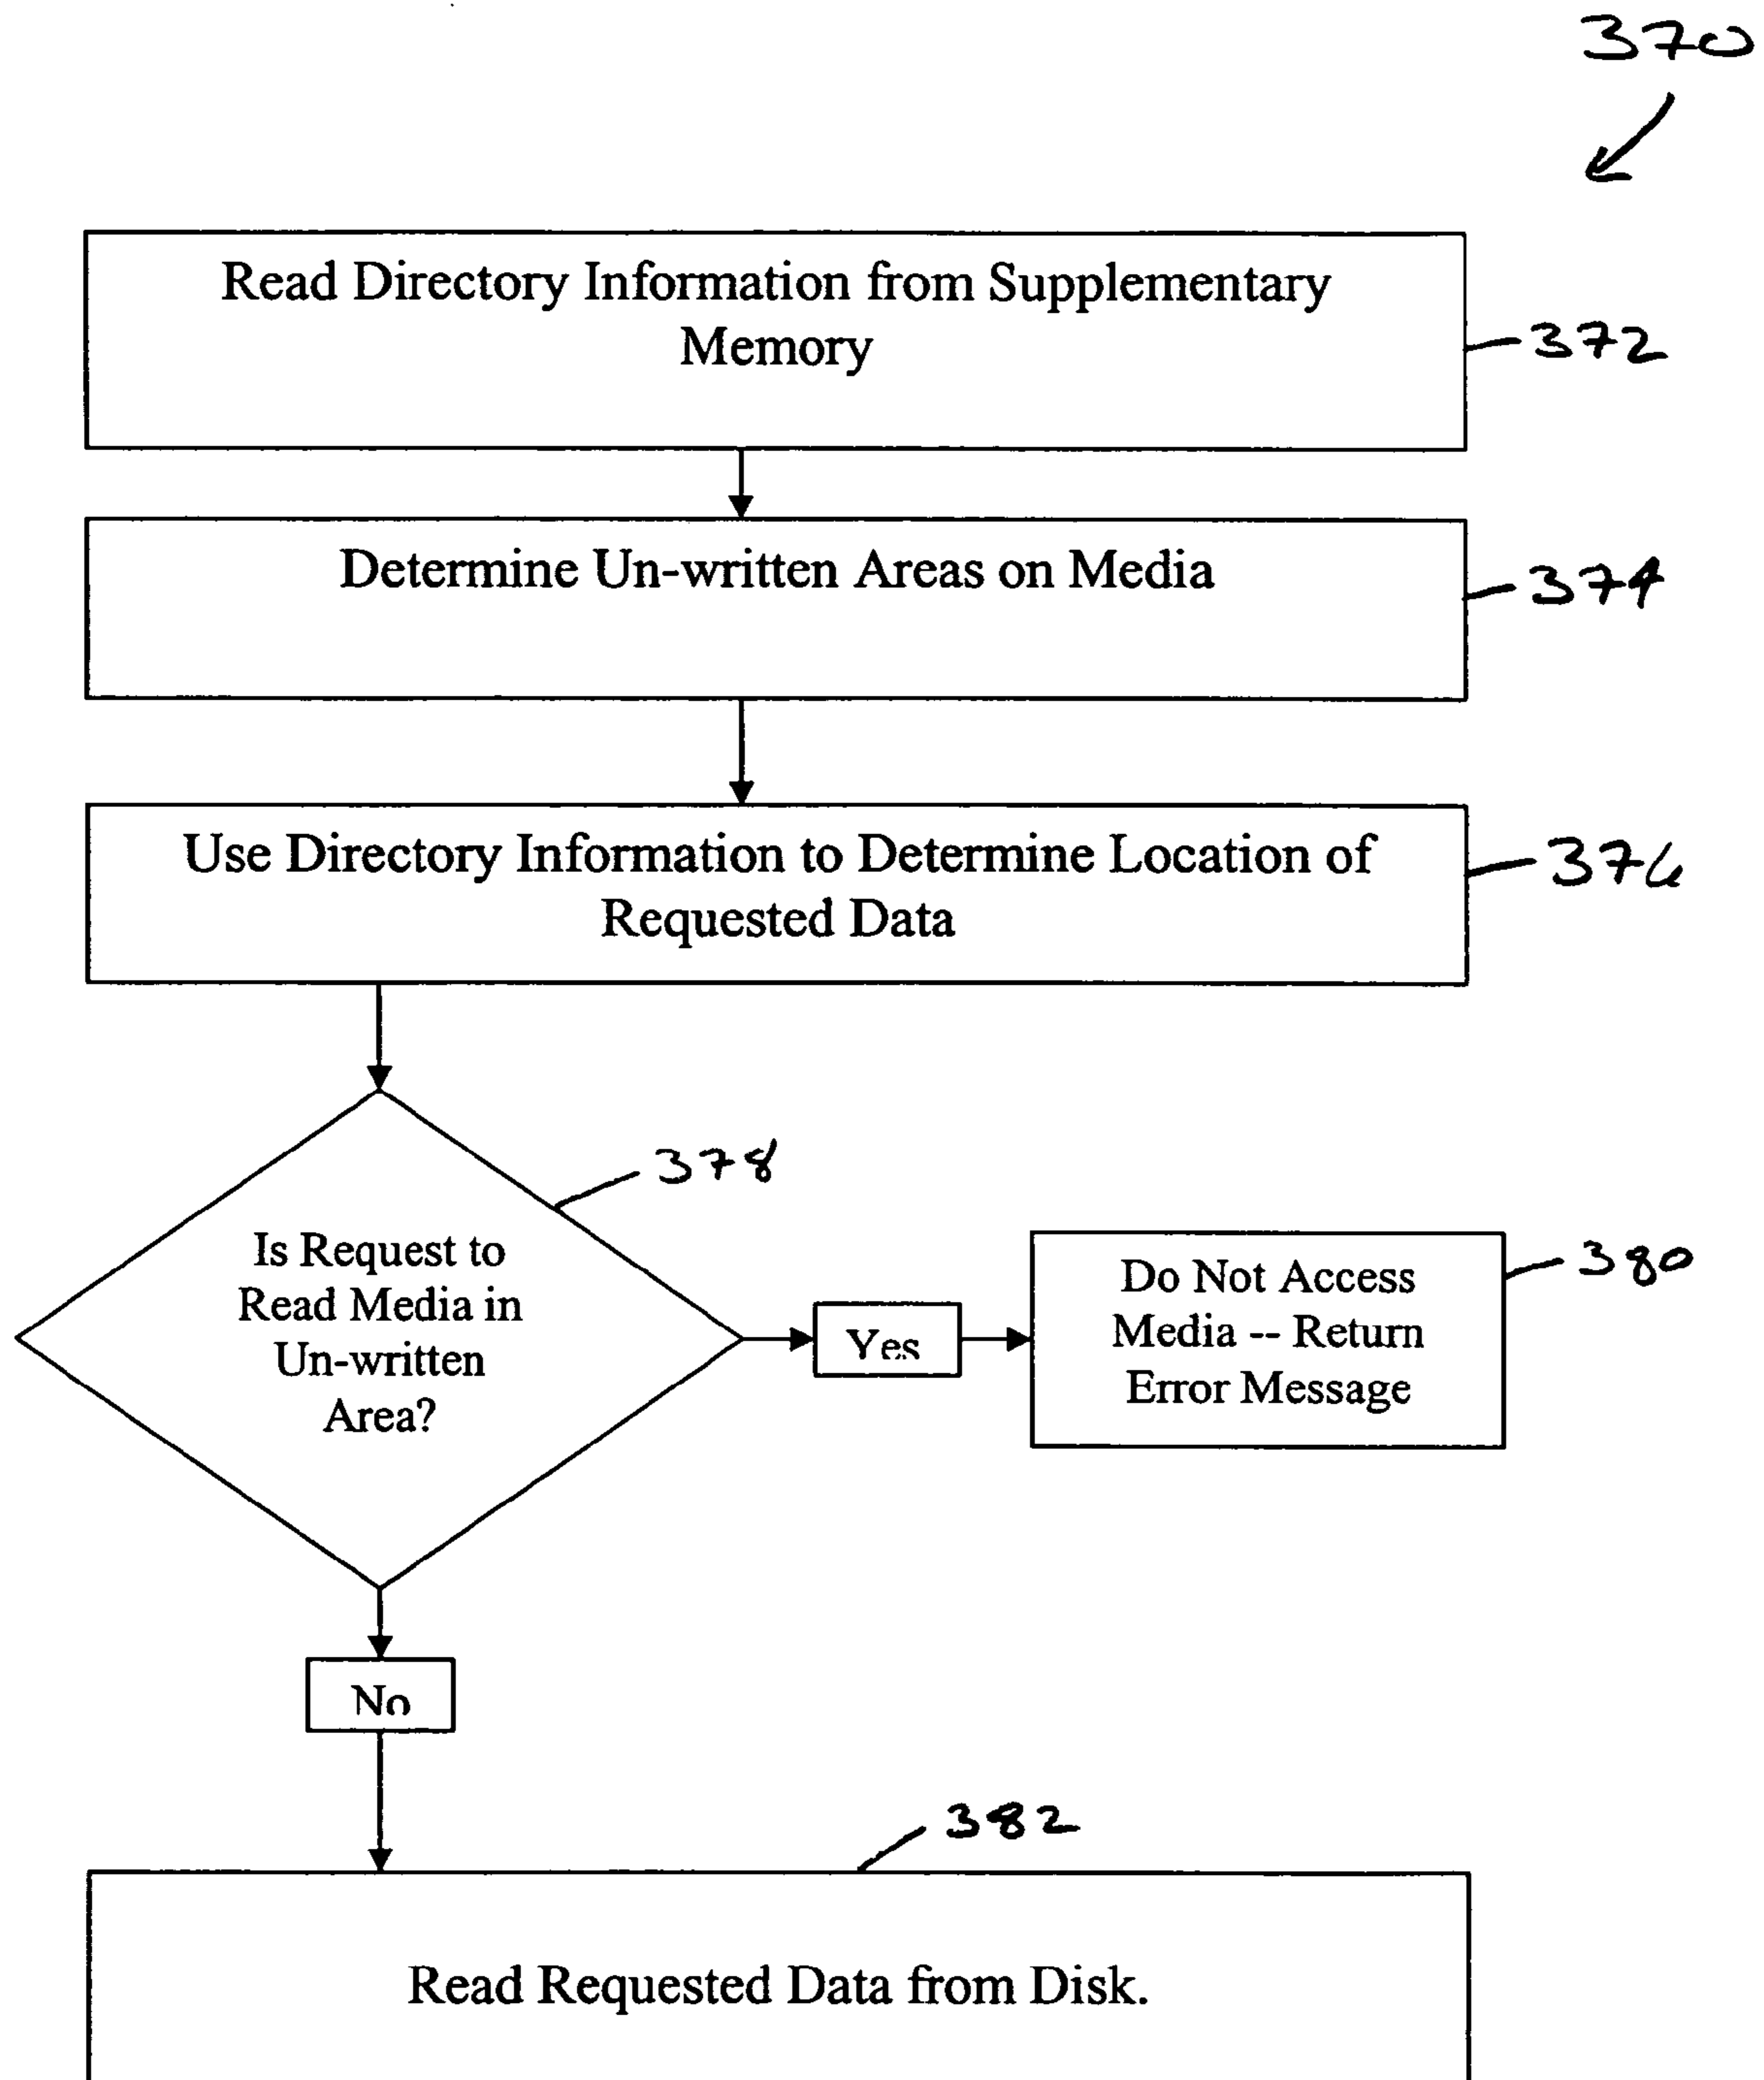 370
Read Directory Information from Supplementary
Memory
372
Determine Un-written Areas on Media
374
Use Directory Information to Determine Location of
Requested Data
376
378
Is Request to
Read Media in
Un-written
Area?
Yes
Do Not Access
Media -- Return
Error Message
380
No
382
Read Requested Data from Disk.